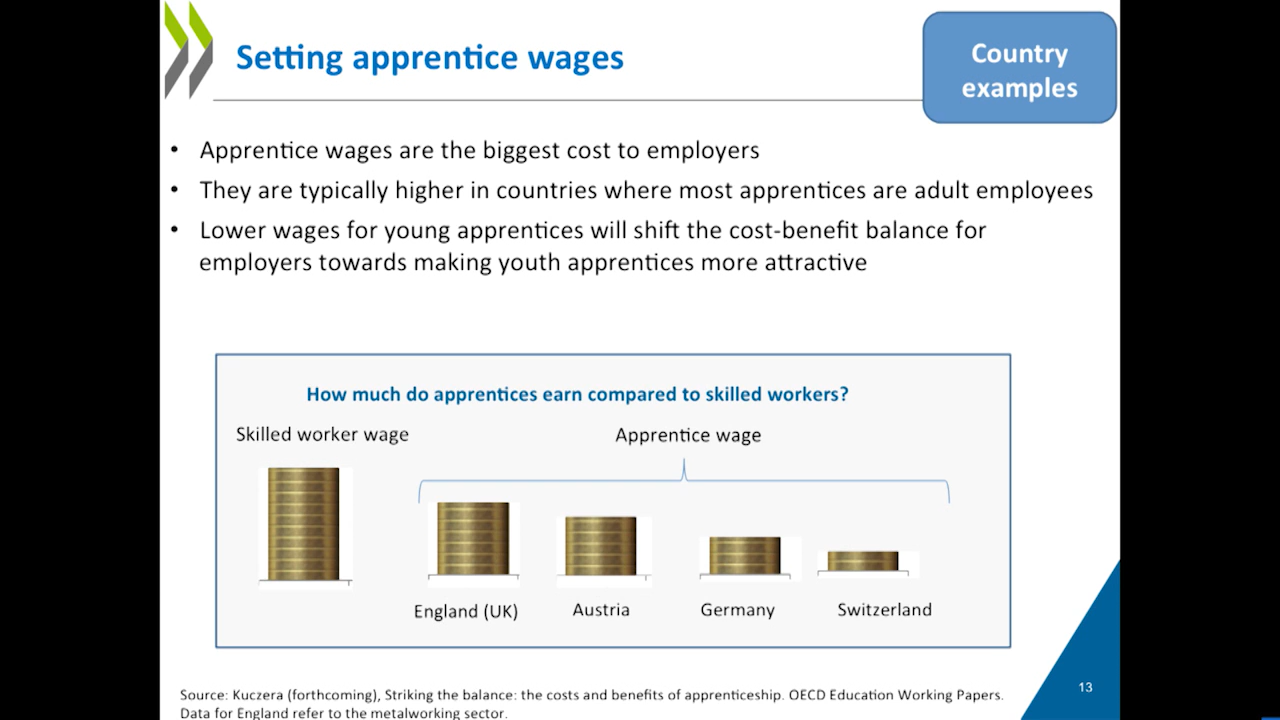 Setting apprentice wages
Country
examples
• Apprentice wages are the biggest cost to employers
• They are typically higher in countries where most apprentices are adult employees
• Lower wages for young apprentices will shift the cost-benefit balance for
employers towards making youth apprentices more attractive
How much do apprentices earn compared to skilled workers?
Skilled worker wage
Apprentice wage
England (UK)
Austria
Germany
Switzerland
Source: Kuczera (forthcoming), Striking the balance: the costs and benefits of apprenticeship. OECD Education Working Papers.
Data for England refer to the metalworking sector.
13